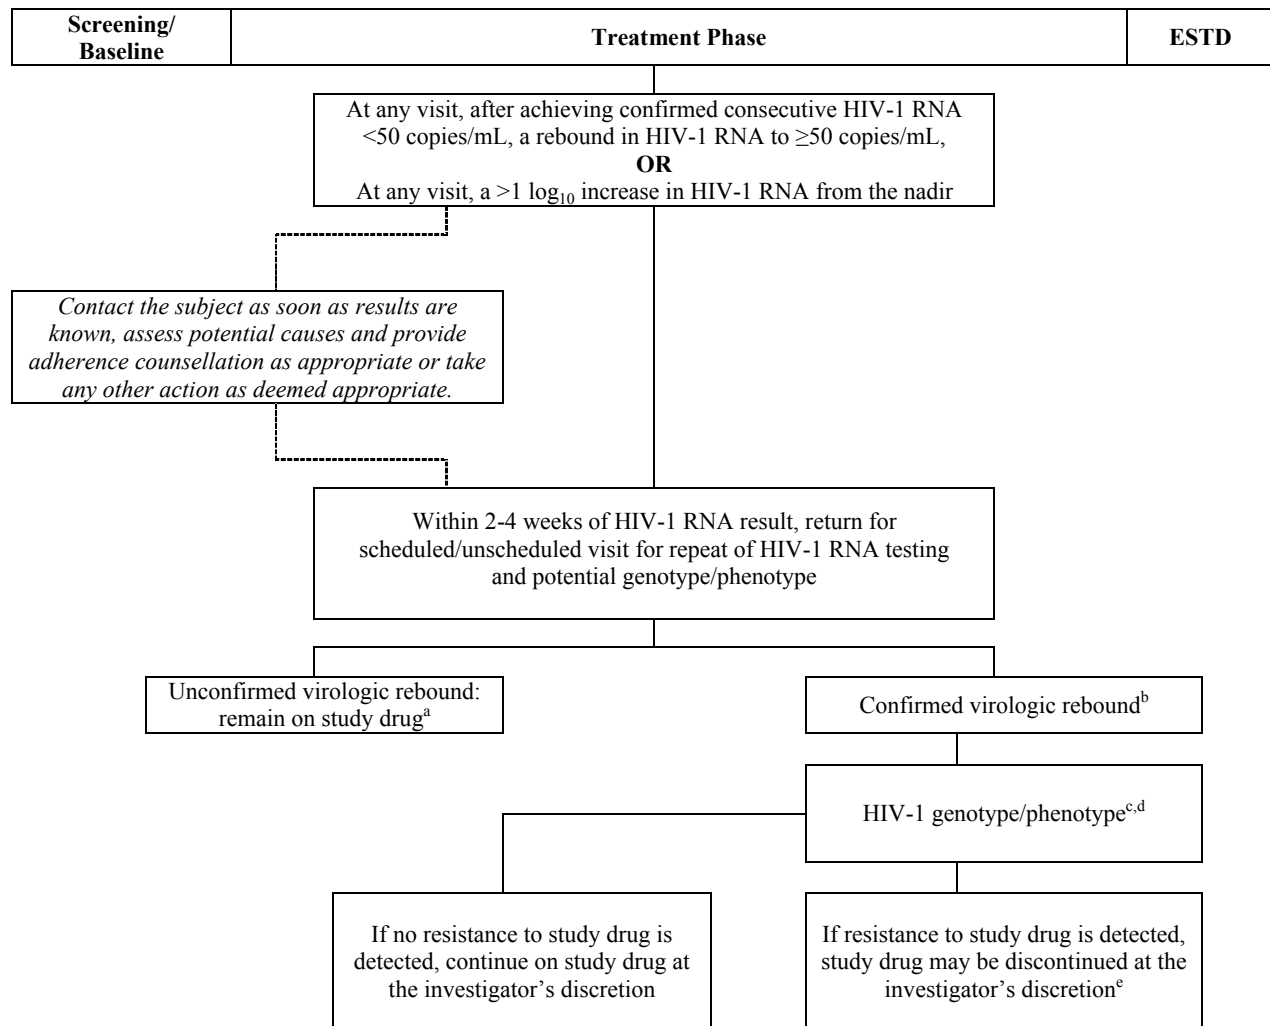 Screening/
Baseline
Treatment Phase
ESTD
At any visit, after achieving confirmed consecutive HIV-1 RNA
<50 copies/mL, a rebound in HIV-1 RNA to ≥50 copies/mL,
OR
At any visit, a >1 log10 increase in HIV-1 RNA from the nadir
Contact the subject as soon as results are
known, assess potential causes and provide
adherence counsellation as appropriate or take
any other action as deemed appropriate.
Within 2-4 weeks of HIV-1 RNA result, return for
scheduled/unscheduled visit for repeat of HIV-1 RNA testing
and potential genotype/phenotype
Unconfirmed virologic rebound:
remain on study drug^a
Confirmed virologic rebound^b
HIV-1 genotype/phenotype^c,d
If no resistance to study drug is
detected, continue on study drug at
the investigator’s discretion
If resistance to study drug is detected,
study drug may be discontinued at the
investigator’s discretion^e